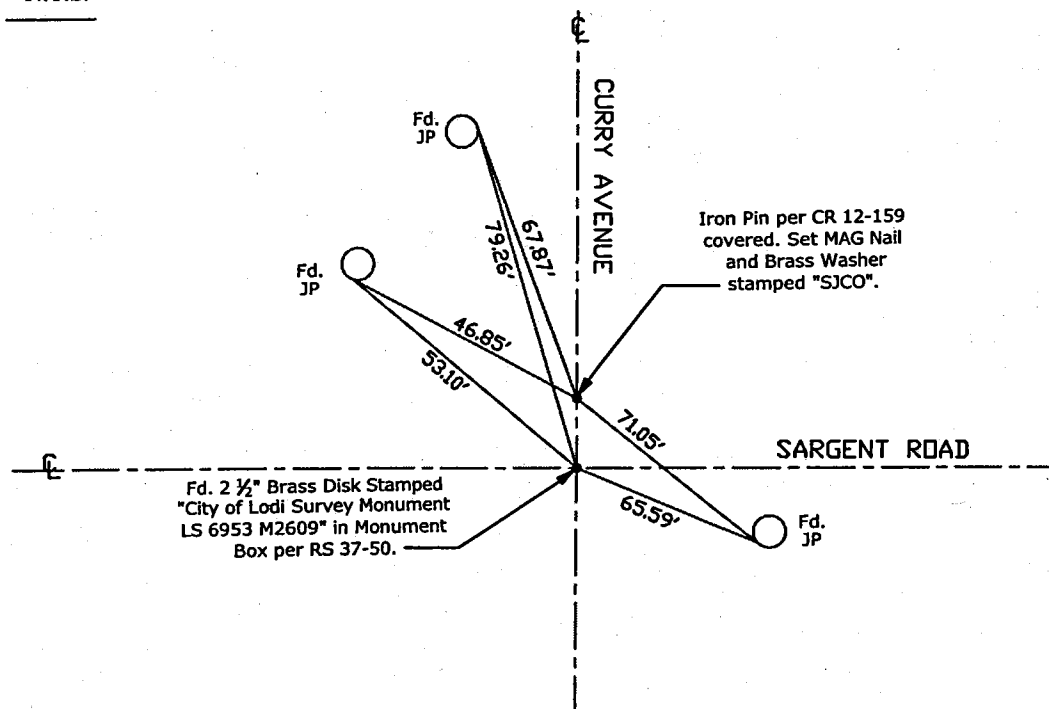 ℄
CURRY AVENUE
Fd.
JP
67.87'
79.26'
Iron Pin per CR 12-159
covered. Set MAG Nail
and Brass Washer
stamped "SJCO".
Fd.
JP
46.85'
53.10'
71.05'
℄
SARGENT ROAD
Fd. 2 ½" Brass Disk Stamped
"City of Lodi Survey Monument
LS 6953 M2609" in Monument
Box per RS 37-50.
65.59'
Fd.
JP